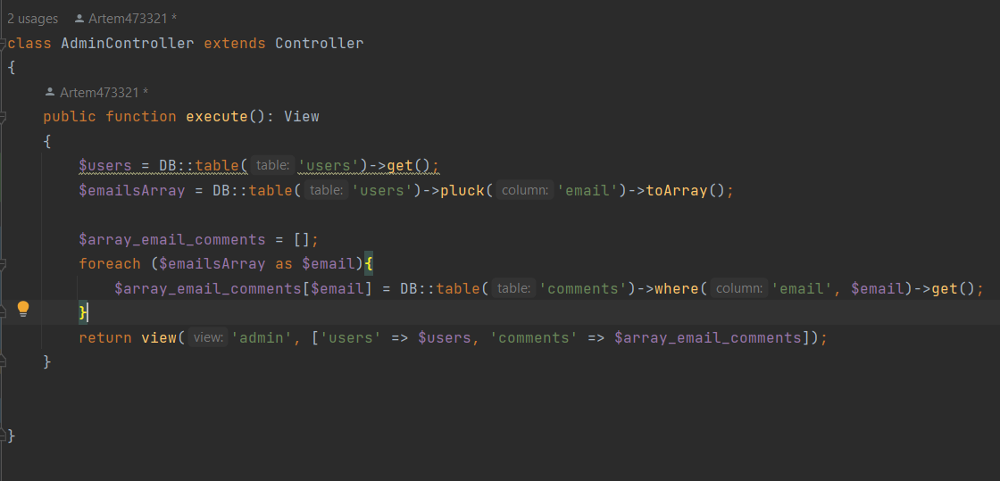 2 usages Artem473321 *
class AdminController extends Controller
{
Artem473321 *
public function execute(): View
{
$users = DB::table( table: 'users')->get();
$emailsArray = DB::table( table: 'users')->pluck( column: 'email')->toArray();
$array_email_comments = [];
foreach ($emailsArray as $email){
$array_email_comments[$email] = DB::table( table: 'comments')->where( column: 'email', $email)->get();
}
return view( view: 'admin', ['users' => $users, 'comments' => $array_email_comments]);
}
}